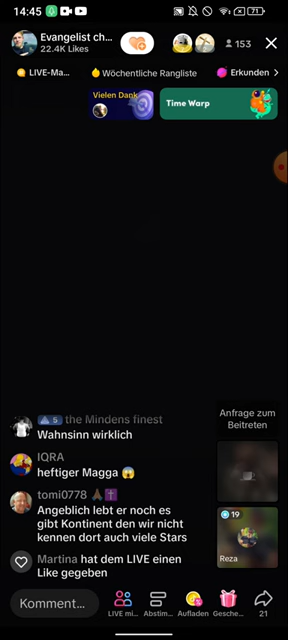 14:45
71
Evangelist ch...
22.4K Likes
153
LIVE-Ma...
Wöchentliche Rangliste
Erkunden
Vielen Dank
Time Warp
5 the Mindens finest
Wahnsinn wirklich
Anfrage zum
Beitreten
IQRA
heftiger Magga 😱
tomi0778
Angeblich lebt er noch es
gibt Kontinent den wir nicht
kennen dort auch viele Stars
19
Reza
Martina hat dem LIVE einen
Like gegeben
Komment...
LIVE mi...
Abstim...
Aufladen
Gesche...
21